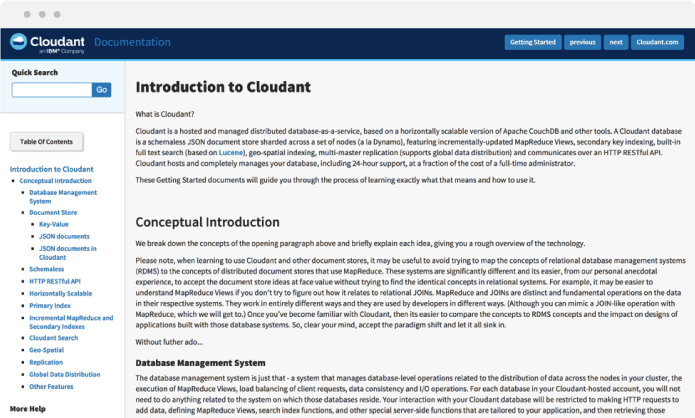 Cloudant
an IBM® Company
Documentation
Getting Started
previous
next
Cloudant.com
Quick Search
Go
Table Of Contents
Introduction to Cloudant
Conceptual Introduction
Database Management
System
Document Store
Key-Value
JSON documents
JSON documents in
Cloudant
Schemaless
HTTP RESTful API
Horizontally Scalable
Primary Index
Incremental MapReduce and
Secondary Indexes
Cloudant Search
Geo-Spatial
Replication
Global Data Distribution
Other Features
More Help
Introduction to Cloudant
What is Cloudant?
Cloudant is a hosted and managed distributed database-as-a-service, based on a horizontally scalable version of Apache CouchDB and other tools. A Cloudant database
is a schemaless JSON document store sharded across a set of nodes (a la Dynamo), featuring incrementally-updated MapReduce Views, secondary key indexing, built-in
full text search (based on Lucene), geo-spatial indexing, multi-master replication (supports global data distribution) and communicates over an HTTP RESTful API.
Cloudant hosts and completely manages your database, including 24-hour support, at a fraction of the cost of a full-time administrator.
These Getting Started documents will guide you through the process of learning exactly what that means and how to use it.
Conceptual Introduction
We break down the concepts of the opening paragraph above and briefly explain each idea, giving you a rough overview of the technology.
Please note, when learning to use Cloudant and other document stores, it may be useful to avoid trying to map the concepts of relational database management systems
(RDMS) to the concepts of distributed document stores that use MapReduce. These systems are significantly different and its easier, from our personal anecdotal
experience, to accept the document store ideas at face value without trying to find the identical concepts in relational systems. For example, it may be easier to
understand MapReduce Views if you don't try to figure out how it relates to relational JOINs. MapReduce and JOINs are distinct and fundamental operations on the data
in their respective systems. They work in entirely different ways and they are used by developers in different ways. (Although you can mimic a JOIN-like operation with
MapReduce, which we will get to.) Once you've become familiar with Cloudant, then its easier to compare the concepts to RDMS concepts and the impact on designs of
applications built with those database systems. So, clear your mind, accept the paradigm shift and let it all sink in.
Without futher ado...
Database Management System
The database management system is just that - a system that manages database-level operations related to the distribution of data across the nodes in your cluster, the
execution of MapReduce Views, load balancing of client requests, data consistency and I/O operations. For each database in your Cloudant-hosted account, you will not
need to do anything related to the system on which those databases reside. Your interaction with your Cloudant database will be restricted to making HTTP requests to
add data, defining MapReduce Views, search index functions, and other special server-side functions that are tailored to your application, and then retrieving those